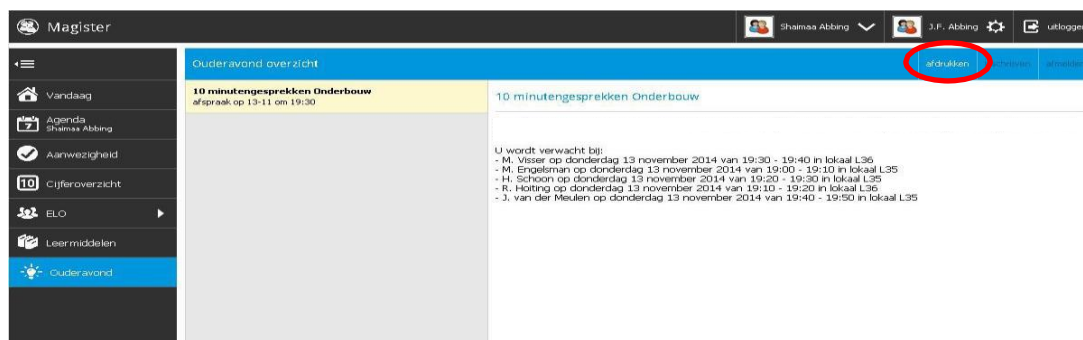 Magister
Shaimaa Abbing
J.F. Abbing
uitloggen
Ouderavond overzicht
afdrukken
afmelden
Vandaag
Agenda
Shaimaa Abbing
Aanwezigheid
10 Cijferoverzicht
ELO
Leermiddelen
Ouderavond
10 minutengesprekken Onderbouw
afspraak op 13-11 om 19:30
10 minutengesprekken Onderbouw
U wordt verwacht bij:
- M. Visser op donderdag 13 november 2014 van 19:30 - 19:40 in lokaal L36
- M. Engelsman op donderdag 13 november 2014 van 19:00 - 19:10 in lokaal L35
- H. Schoon op donderdag 13 november 2014 van 19:20 - 19:30 in lokaal L35
- R. Hoiting op donderdag 13 november 2014 van 19:10 - 19:20 in lokaal L36
- J. van der Meulen op donderdag 13 november 2014 van 19:40 - 19:50 in lokaal L35